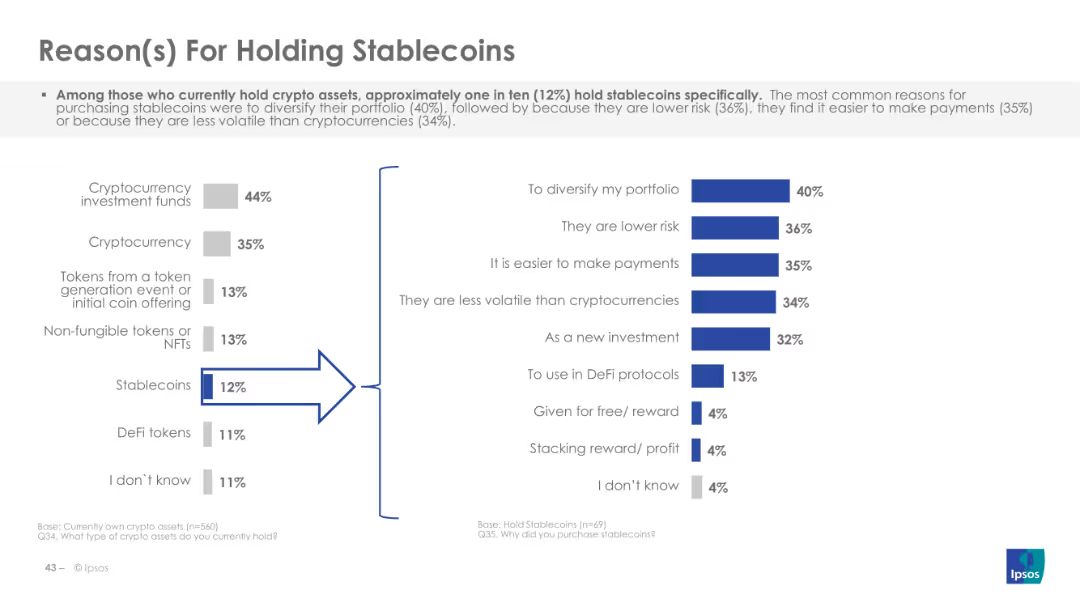 Reason(s) For Holding Stablecoins
▪ Among those who currently hold crypto assets, approximately one in ten (12%) hold stablecoins specifically. The most common reasons for
purchasing stablecoins were to diversify their portfolio (40%), followed by because they are lower risk (36%), they find it easier to make payments (35%)
or because they are less volatile than cryptocurrencies (34%).
Cryptocurrency
investment funds
44%
Cryptocurrency
35%
Tokens from a token
generation event or
initial coin offering
13%
Non-fungible tokens or
NFTs
13%
Stablecoins
12%
DeFi tokens
11%
I don`t know
11%
To diversify my portfolio
40%
They are lower risk
36%
It is easier to make payments
35%
They are less volatile than cryptocurrencies
34%
As a new investment
32%
To use in DeFi protocols
13%
Given for free/ reward
4%
Stacking reward/ profit
4%
I don't know
4%
Base: Currently own crypto assets (n=560)
Q34. What type of crypto assets do you currently hold?
Base: Hold Stablecoins (n=69)
Q35. Why did you purchase stablecoins?
43 – © Ipsos
Ipsos